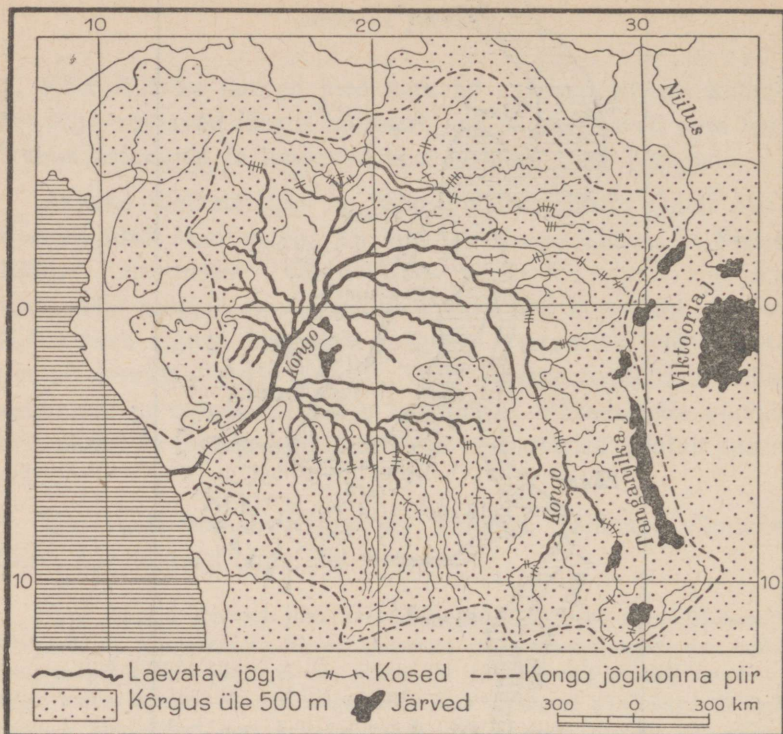 10 20 30
Niilus
0 0
Viktooria j.
Kongo
Tanganjika j.
Kongo
10 10
Laevatav jõgi Kosed Kongo jõgikonna piir
Kõrgus üle 500 m Järved
300 0 300 km